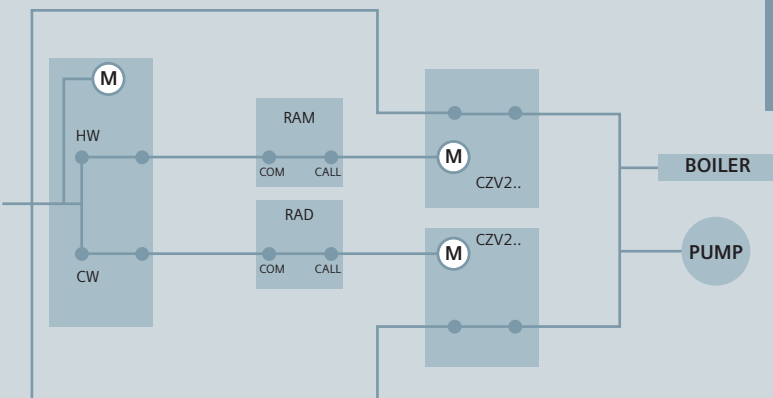 M
HW
CW
RAM
COM CALL
RAD
COM CALL
M
CZV2..
CZV2..
M
BOILER
PUMP